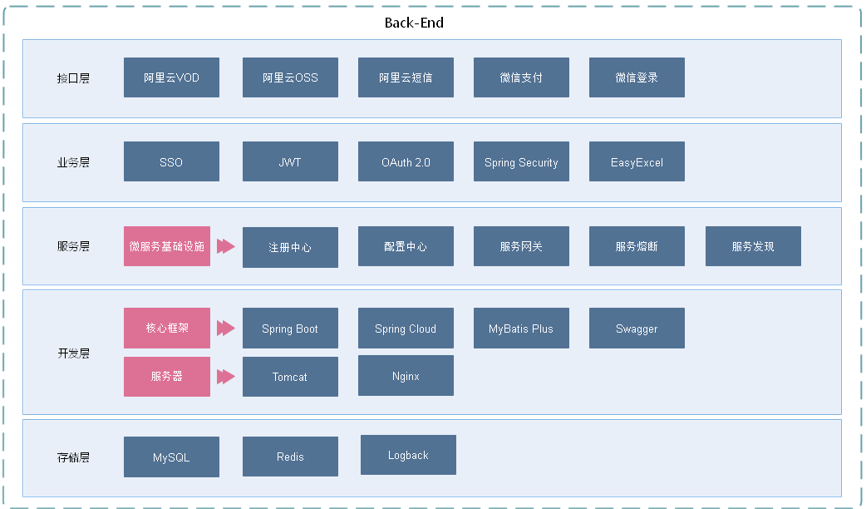 Back-End
接口层
阿里云VOD
阿里云OSS
阿里云短信
微信支付
微信登录
业务层
SSO
JWT
OAuth 2.0
Spring Security
EasyExcel
服务层
微服务基础设施
注册中心
配置中心
服务网关
服务熔断
服务发现
开发层
核心框架
Spring Boot
Spring Cloud
MyBatis Plus
Swagger
服务器
Tomcat
Nginx
存储层
MySQL
Redis
Logback